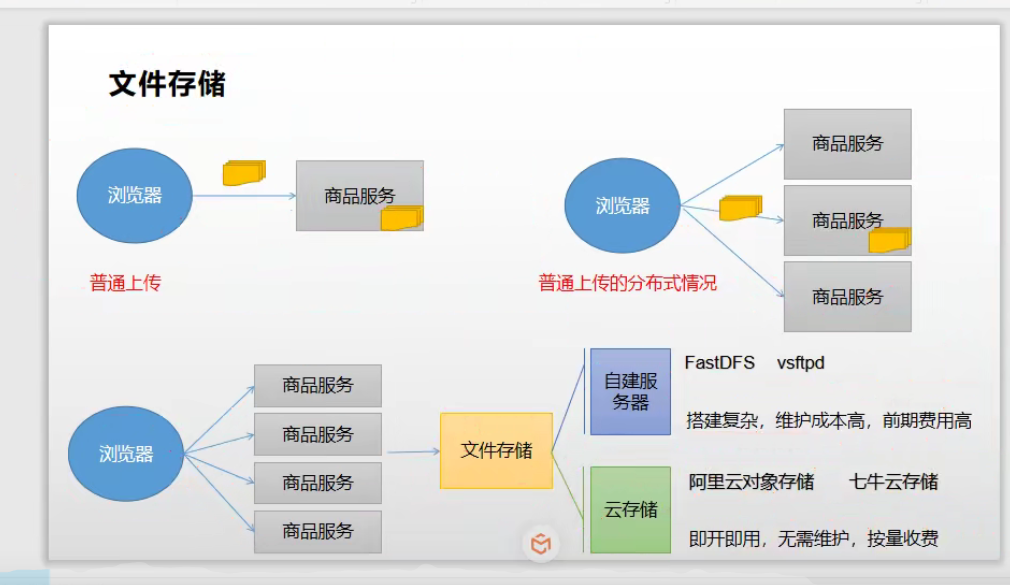 文件存储
浏览器
商品服务
普通上传
浏览器
商品服务
商品服务
商品服务
普通上传的分布式情况
浏览器
商品服务
商品服务
商品服务
商品服务
文件存储
自建服
务器
FastDFS vsftpd
搭建复杂，维护成本高，前期费用高
云存储
阿里云对象存储 七牛云存储
即开即用，无需维护，按量收费